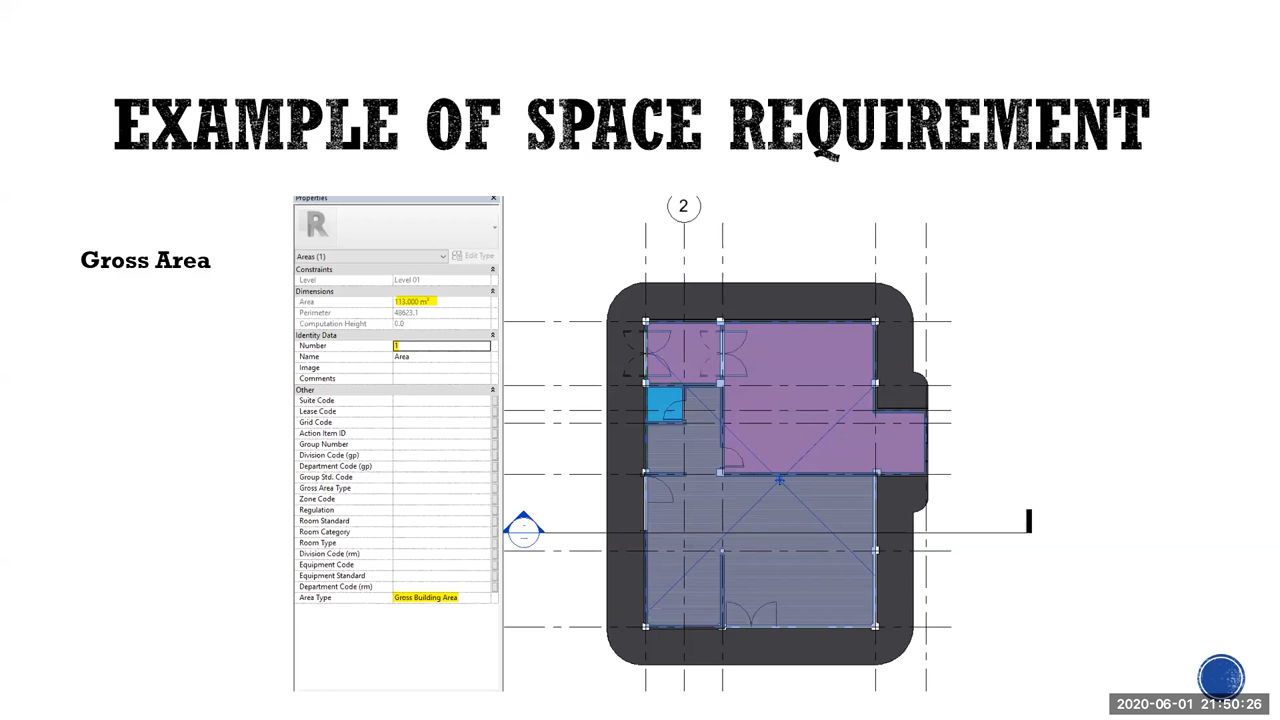 EXAMPLE OF SPACE REQUIREMENT
Gross Area
Properties
R
Areas (1)
Edit Type
Constraints
Level Level 01
Dimensions
Area 113.000 m²
Perimeter 48623.1
Computation Height 0.0
Identity Data
Number 1
Name Area
Image
Comments
Other
Suite Code
Lease Code
Grid Code
Action Item ID
Group Number
Division Code (gp)
Department Code (gp)
Group Std. Code
Gross Area Type
Zone Code
Regulation
Room Standard
Room Category
Room Type
Division Code (rm)
Equipment Code
Equipment Standard
Department Code (rm)
Area Type Gross Building Area
2
2020-06-01 21:50:26